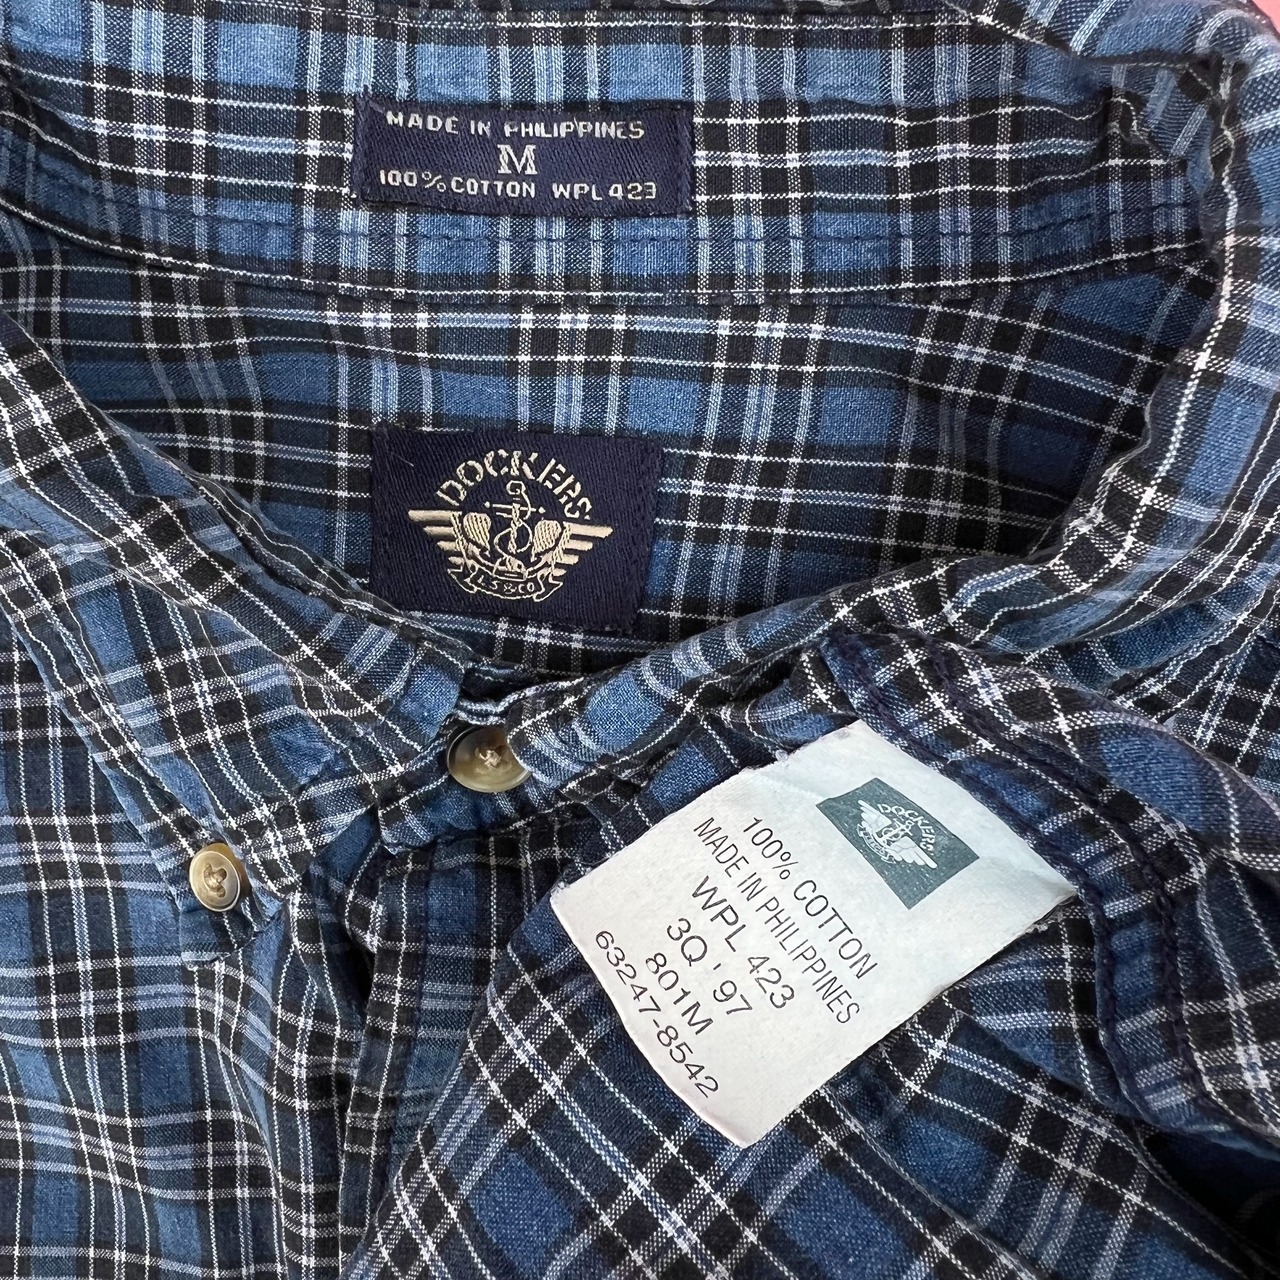 MADE IN PHILIPPINES
M
100% COTTON WPL 423
DOCKERS
L.S.&CO
DOCKERS
100% COTTON
MADE IN PHILIPPINES
WPL 423
3Q ' 97
801M
63247-8542